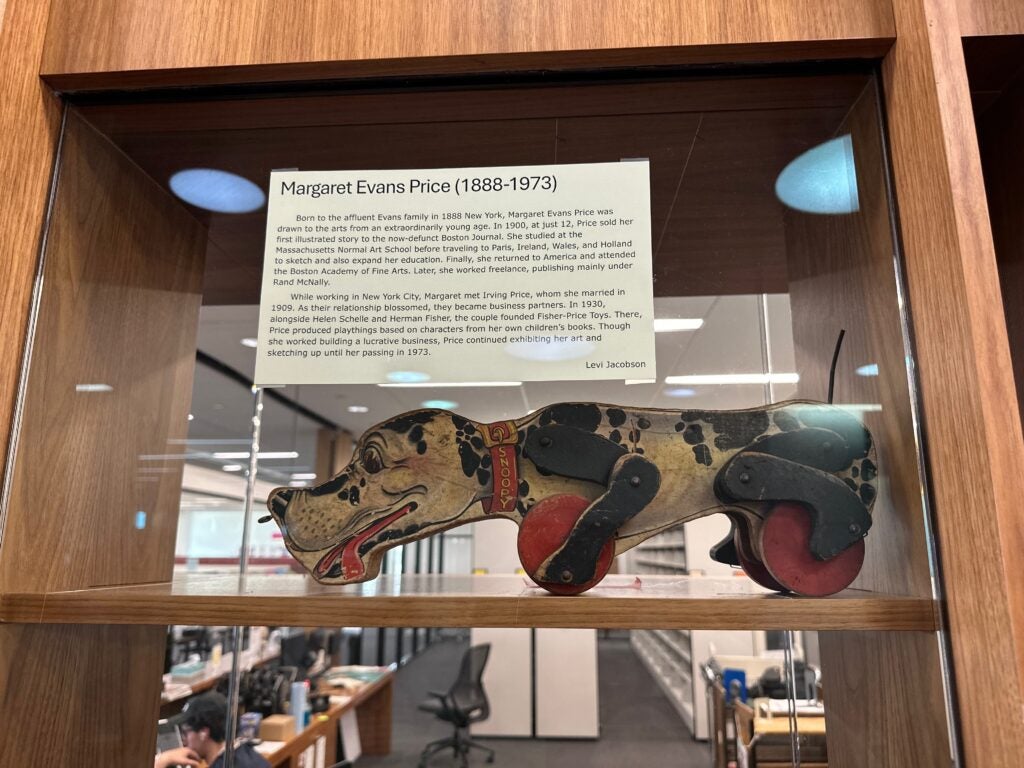 Margaret Evans Price (1888-1973)
Born to the affluent Evans family in 1888 New York, Margaret Evans Price was
drawn to the arts from an extraordinarily young age. In 1900, at just 12, Price sold her
first illustrated story to the now-defunct Boston Journal. She studied at the
Massachusetts Normal Art School before traveling to Paris, Ireland, Wales, and Holland
to sketch and also expand her education. Finally, she returned to America and attended
the Boston Academy of Fine Arts. Later, she worked freelance, publishing mainly under
Rand McNally.
While working in New York City, Margaret met Irving Price, whom she married in
1909. As their relationship blossomed, they became business partners. In 1930,
alongside Helen Schelle and Herman Fisher, the couple founded Fisher-Price Toys. There,
Price produced playthings based on characters from her own children's books. Though
she worked building a lucrative business, Price continued exhibiting her art and
sketching up until her passing in 1973.
Levi Jacobson
SNOOPY